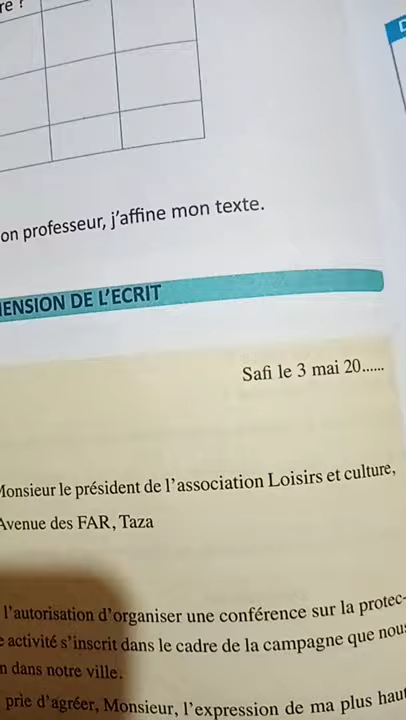 re ?
on professeur, j'affine mon texte.
ENSION DE L'ECRIT
Safi le 3 mai 20......
Monsieur le président de l'association Loisirs et culture,
Avenue des FAR, Taza
l'autorisation d'organiser une conférence sur la protec-
e activité s'inscrit dans le cadre de la campagne que nou
n dans notre ville.
prie d'agréer, Monsieur, l'expression de ma plus haut